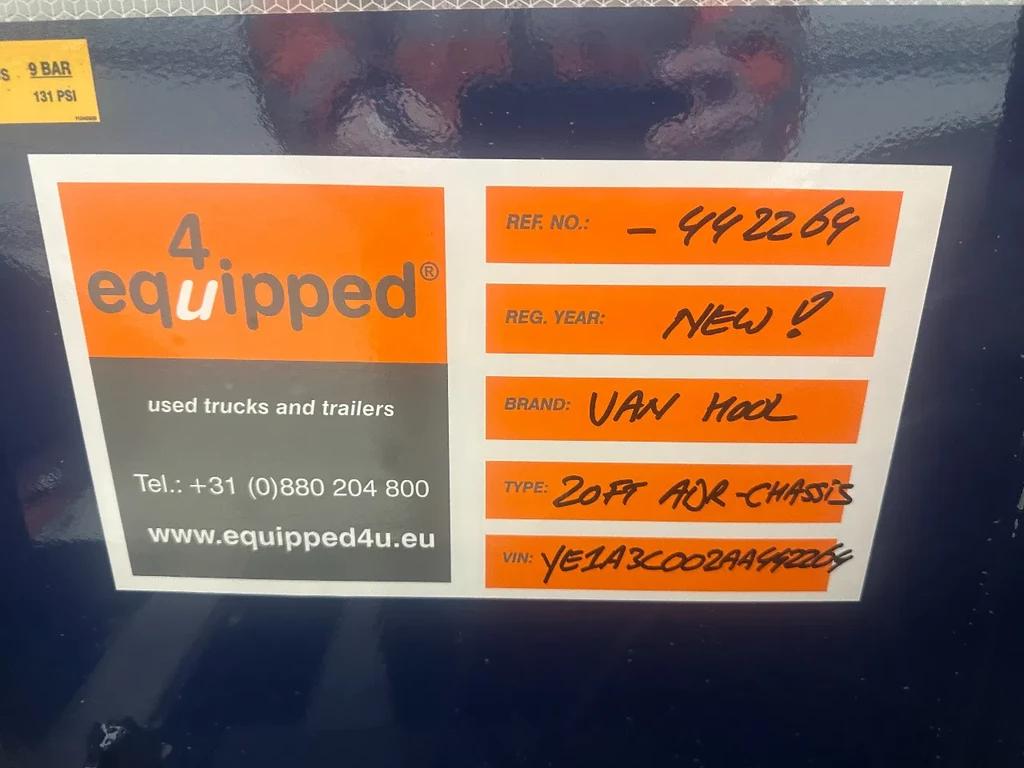 9 BAR
131 PSI
4
equipped®
used trucks and trailers
Tel.: +31 (0)880 204 800
www.equipped4u.eu
REF. NO.: - 442264
REG. YEAR: NEW!
BRAND: VAN HOOL
TYPE: 20FT ADR-CHASSIS
VIN: YE1A3C002AA442264